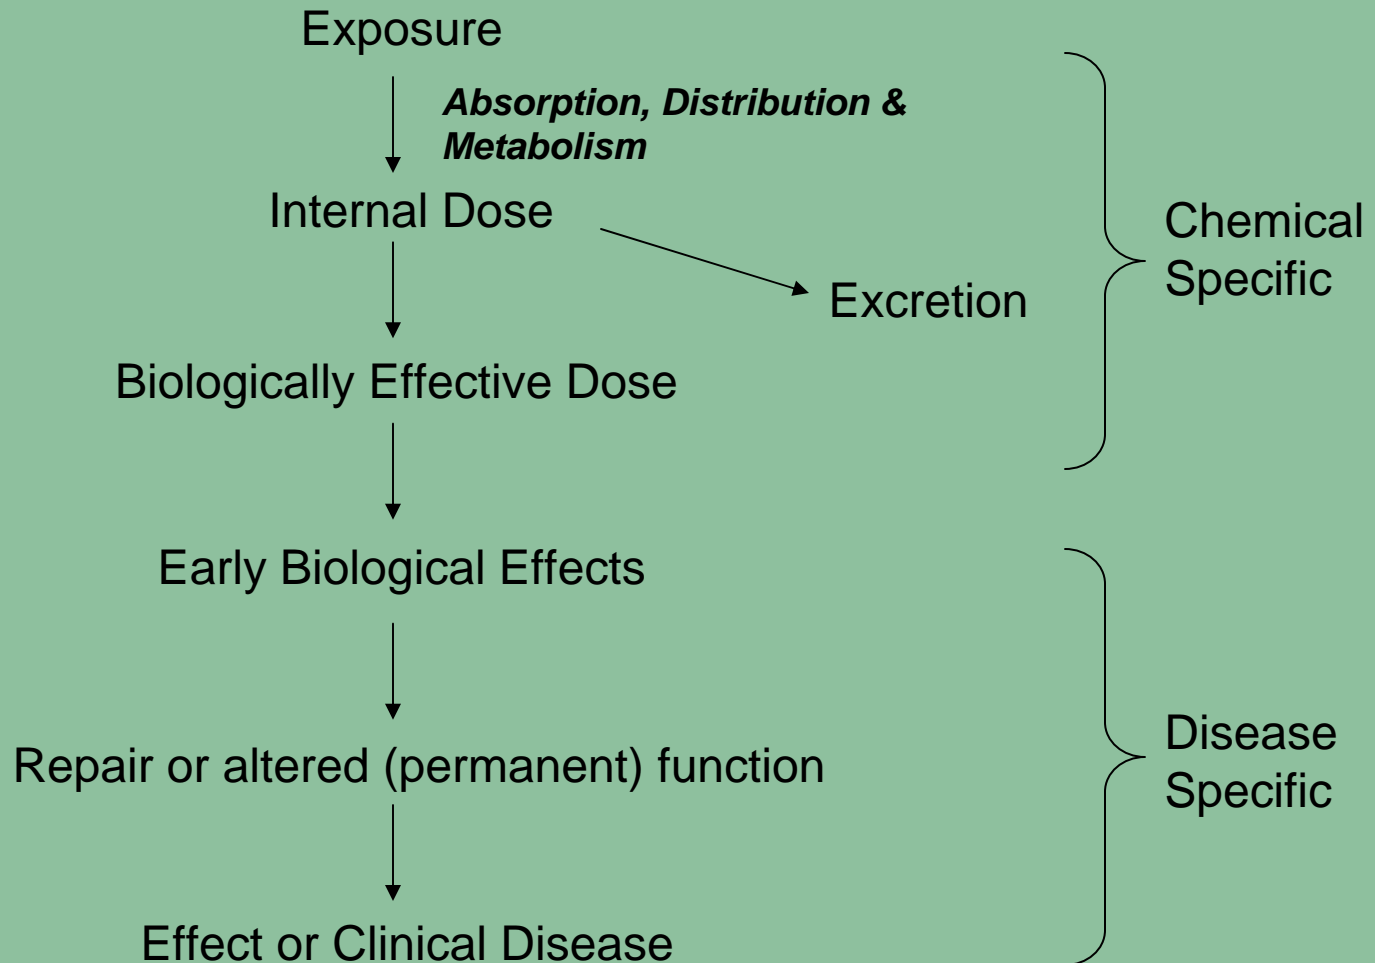 Exposure
Absorption, Distribution &
Metabolism
Internal Dose
Chemical
Specific
Excretion
Biologically Effective Dose
Early Biological Effects
Repair or altered (permanent) function
Disease
Specific
Effect or Clinical Disease